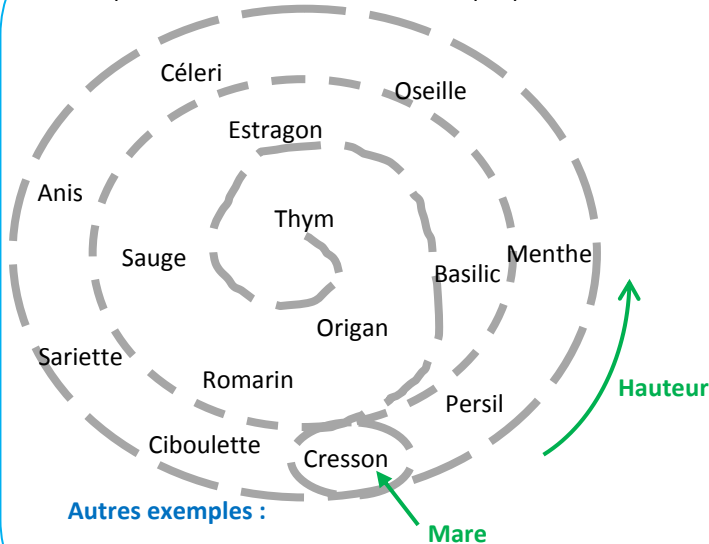 Céleri
Oseille
Estragon
Anis
Thym
Sauge
Menthe
Basilic
Origan
Sariette
Romarin
Hauteur
Persil
Ciboulette
Cresson
Autres exemples :
Mare